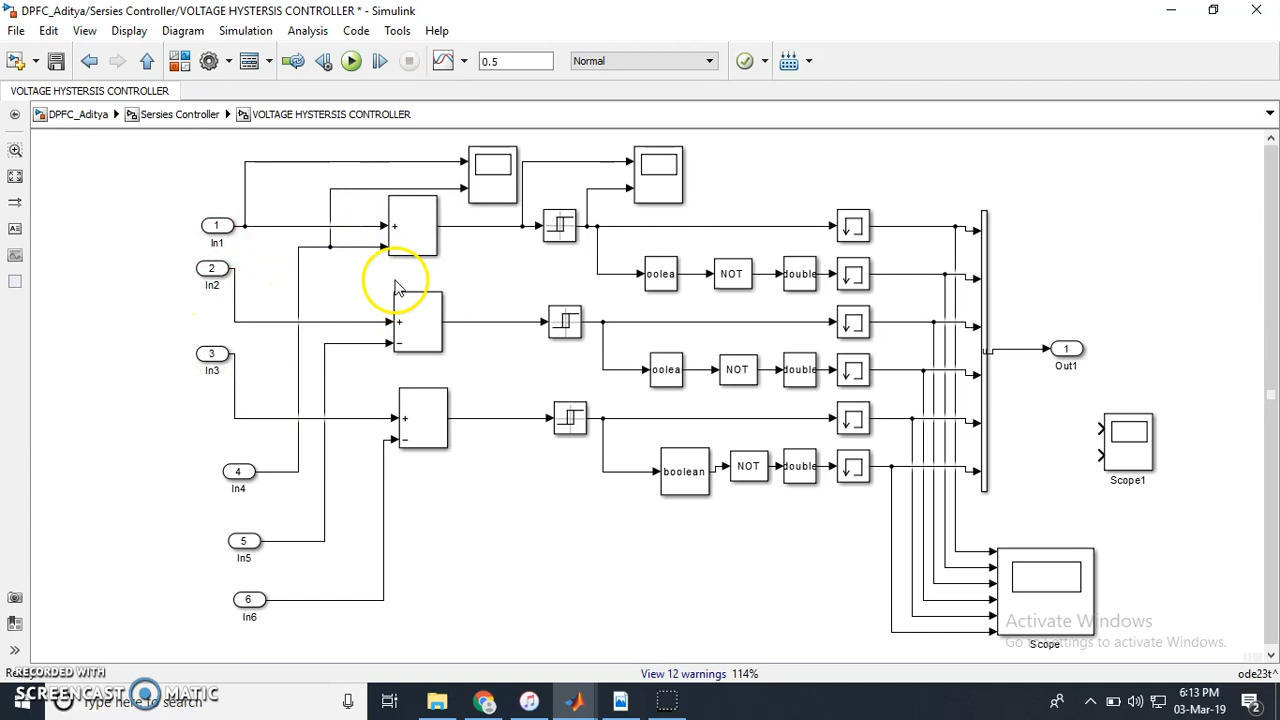 DPFC_Aditya/Sersies Controller/VOLTAGE HYSTERSIS CONTROLLER * - Simulink
File Edit View Display Diagram Simulation Analysis Code Tools Help
0.5 Normal
VOLTAGE HYSTERSIS CONTROLLER
DPFC_Aditya Sersies Controller VOLTAGE HYSTERSIS CONTROLLER
1
In1
+
oolea NOT double
2
In2
+
−
3
In3
1
Out1
oolea NOT double
+
−
4
In4
boolean NOT double
Scope1
5
In5
6
In6
Scope
Activate Windows
Go to Settings to activate Windows.
View 12 warnings 114% ode23t
RECORDED WITH
SCREENCAST MATIC
Type here to search
6:13 PM
03-Mar-19
2